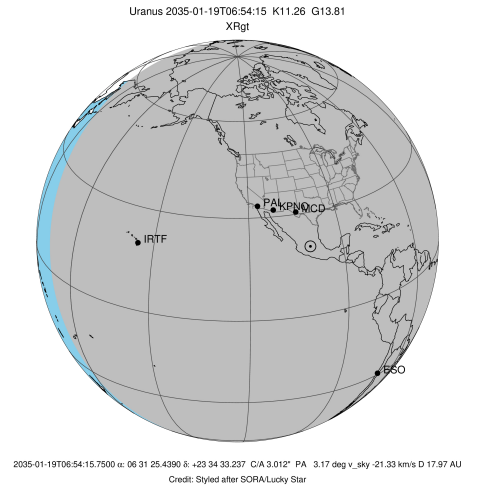 Uranus 2035-01-19T06:54:15 K11.26 G13.81
XRgt
PAL KPNO MCD
IRTF
ESO
2035-01-19T06:54:15.7500 α: 06 31 25.4390 δ: +23 34 33.237 C/A 3.012" PA 3.17 deg v_sky -21.33 km/s D 17.97 AU
Credit: Styled after SORA/Lucky Star